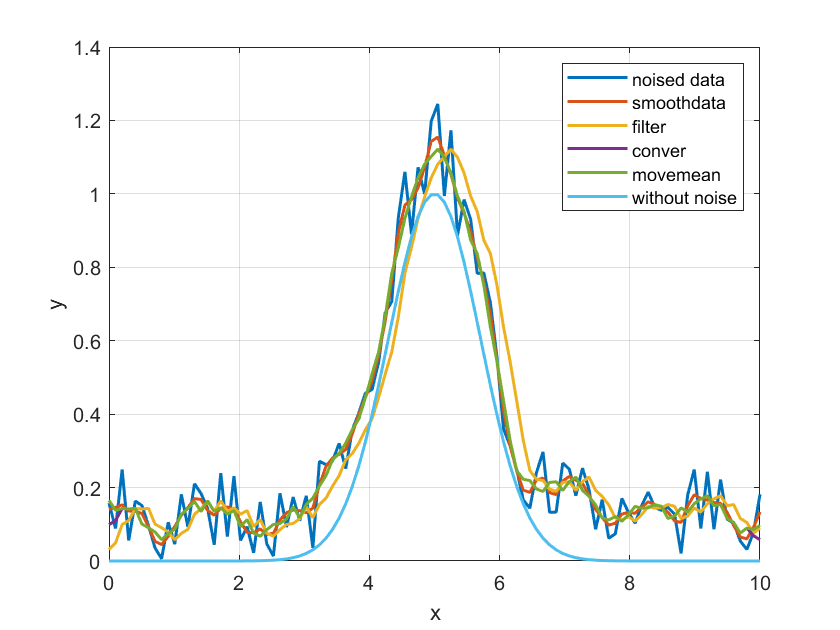 1.4
1.2
1
0.8
0.6
0.4
0.2
0
y
noised data
smoothdata
filter
conver
movemean
without noise
0 2 4 6 8 10
x